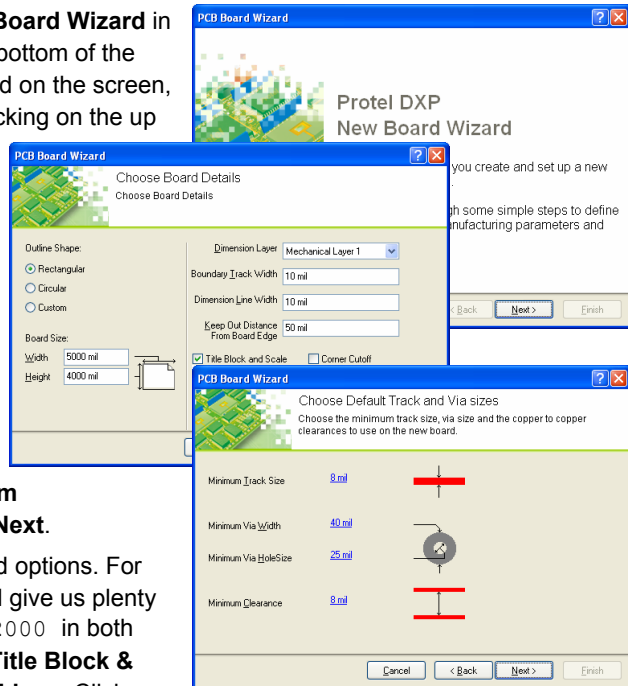 Board Wizard in
bottom of the
d on the screen,
cking on the up
PCB Board Wizard
Protel DXP
New Board Wizard
you create and set up a new
.
gh some simple steps to define
nufacturing parameters and
< Back Next > Finish
PCB Board Wizard
Choose Board Details
Choose Board Details
Outline Shape:
Rectangular
Circular
Custom
Board Size:
Width 5000 mil
Height 4000 mil
Dimension Layer Mechanical Layer 1
Boundary Track Width 10 mil
Dimension Line Width 10 mil
Keep Out Distance
From Board Edge 50 mil
Title Block and Scale Corner Cutoff
PCB Board Wizard
Choose Default Track and Via sizes
Choose the minimum track size, via size and the copper to copper
clearances to use on the new board.
Minimum Track Size 8 mil
Minimum Via Width 40 mil
Minimum Via HoleSize 25 mil
Minimum Clearance 8 mil
Cancel < Back Next > Finish
m
Next.
d options. For
l give us plenty
2000 in both
Title Block &